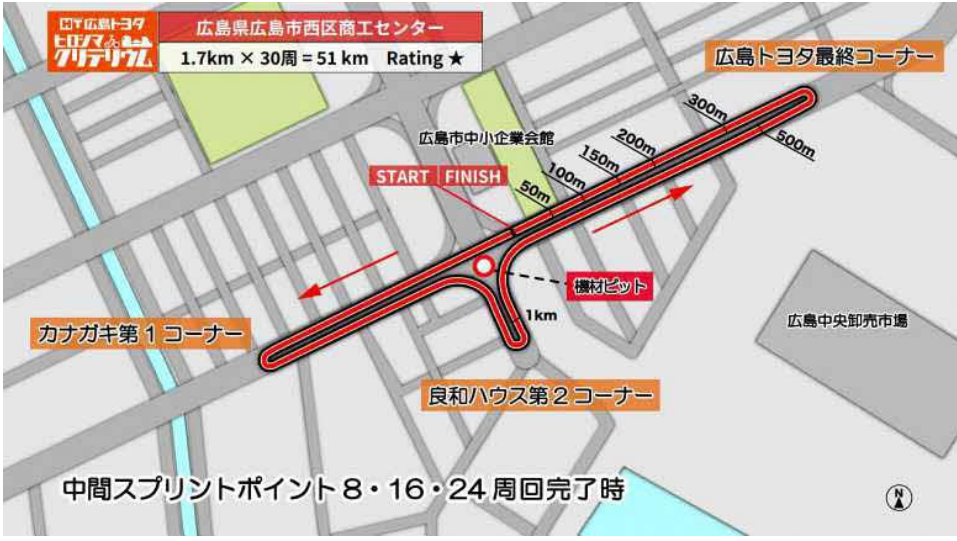 HT広島トヨタ
ヒロシマ
クリテリウム
広島県広島市西区商工センター
1.7km × 30周 = 51 km Rating ★
広島トヨタ最終コーナー
300m
200m
150m
100m
50m
500m
広島市中小企業会館
START FINISH
機材ピット
1km
広島中央卸売市場
カナガキ第1コーナー
良和ハウス第2コーナー
中間スプリントポイント8・16・24周回完了時
N